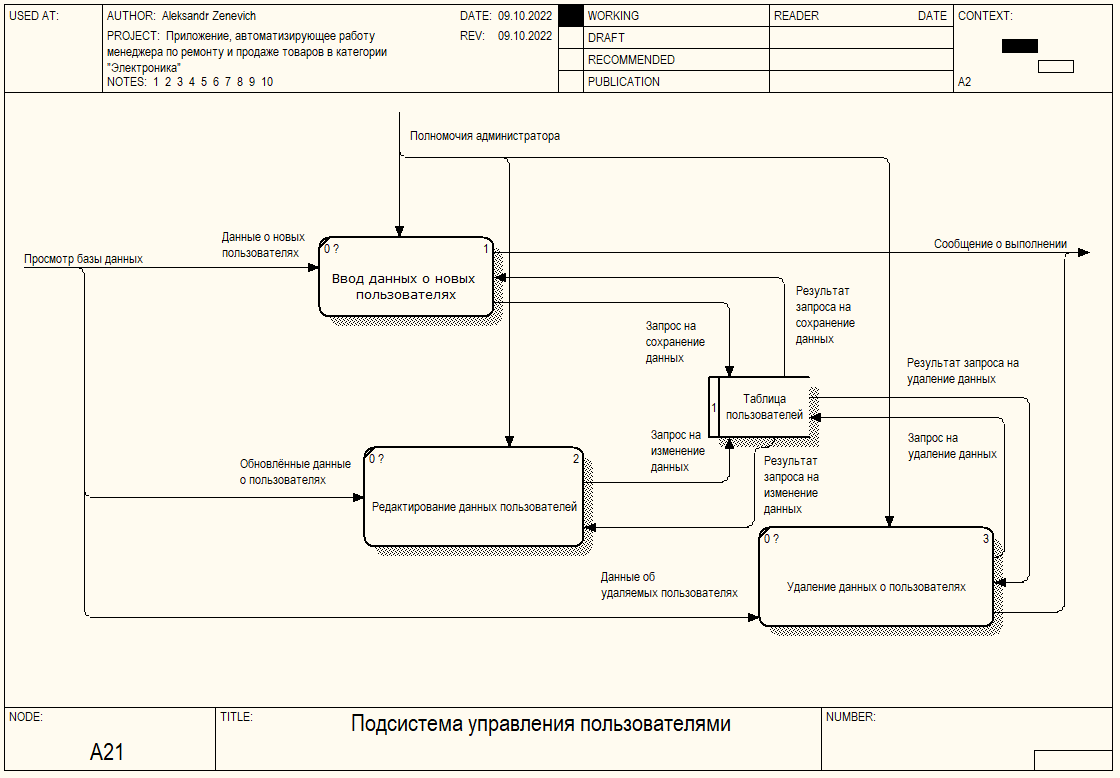 USED AT:
AUTHOR: Aleksandr Zenevich
DATE: 09.10.2022
PROJECT: Приложение, автоматизирующее работу
менеджера по ремонту и продаже товаров в категории
"Электроника"
REV: 09.10.2022
NOTES: 1 2 3 4 5 6 7 8 9 10
WORKING
DRAFT
RECOMMENDED
PUBLICATION
READER DATE
CONTEXT:
A2
Полномочия администратора
Данные о новых
пользователях
Просмотр базы данных
0 ? 1
Ввод данных о новых
пользователях
Сообщение о выполнении
Результат
запроса на
сохранение
данных
Запрос на
сохранение
данных
Результат запроса на
удаление данных
1
Таблица
пользователей
Запрос на
изменение
данных
Запрос на
удаление данных
Результат
запроса на
изменение
данных
Обновлённые данные
о пользователях
0 ? 2
Редактирование данных пользователей
0 ? 3
Удаление данных о пользователях
Данные об
удаляемых пользователях
NODE:
A21
TITLE:
Подсистема управления пользователями
NUMBER: